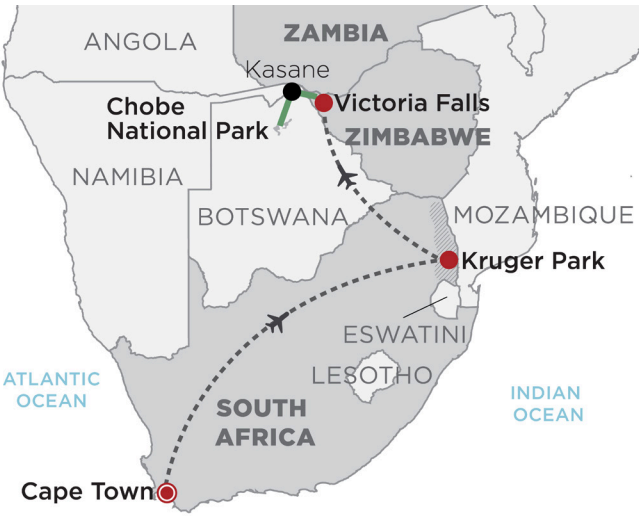 ZAMBIA
ANGOLA
Kasane
Chobe
National Park
Victoria Falls
ZIMBABWE
NAMIBIA
BOTSWANA
MOZAMBIQUE
Kruger Park
ESWATINI
LESOTHO
ATLANTIC
OCEAN
INDIAN
OCEAN
SOUTH
AFRICA
Cape Town